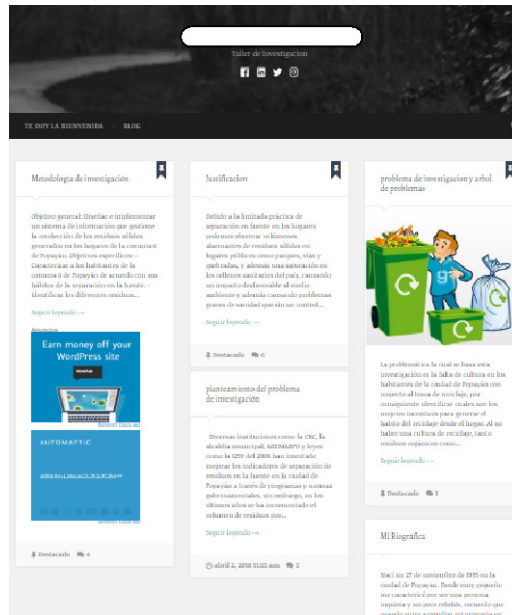 Taller de Investigacion
TE DOY LA BIENVENIDA
BLOG
Metodologia de investigación
Objetivo general: Diseñar e implementar
un sistema de información que gestione
la recolección de los residuos sólidos
generados en los hogares de la comuna 6
de Popayán. Objetivos específicos: -
Caracterizar a los habitantes de la
comuna 6 de Popayán de acuerdo con sus
hábitos de la separación en la fuente. -
Identificar los diferentes residuos...
Seguir leyendo →
Anuncios
Earn money off your
WordPress site
AUTOMATTIC
Destacado 4
Justificacion
Debido a la limitada práctica de
separación en fuente en los hogares
podemos observar volúmenes
alarmantes de residuos sólidos en
lugares públicos como parques, vías y
quebradas, y además una saturación en
los rellenos sanitarios del país, causando
un impacto desfavorable al medio
ambiente y además causando problemas
graves de sanidad que sin un control...
Seguir leyendo →
Destacado 6
planteamiento del problema
de investigación
Diversas instituciones como la CRC, la
alcaldía municipal,
y leyes
como la 1259 del 2008 han intentado
mejorar los indicadores de separación de
residuos en la fuente en la ciudad de
Popayán a través de programas y normas
gubernamentales, sin embargo, en los
últimos años se ha incrementado el
volumen de residuos por...
Seguir leyendo →
abril 2, 2018
problema de investigacion y arbol
de problemas
La problemática la cual se basa esta
investigación es la falta de cultura en los
habitantes de la ciudad de Popayán con
respecto al tema de reciclaje, por
consiguiente identificar cuales son los
mejores incentivos para generar el
habito del reciclaje desde el hogar. Al no
haber una cultura de reciclaje, tanto
residuos orgánicos como...
Seguir leyendo →
Destacado
Mi Biografica
Naci un 27 de noviembre de 1995 en la
ciudad de Popayán. Desde muy pequeño
me caractericé por ser una persona
inquieta y un poco rebelde, recuerdo que